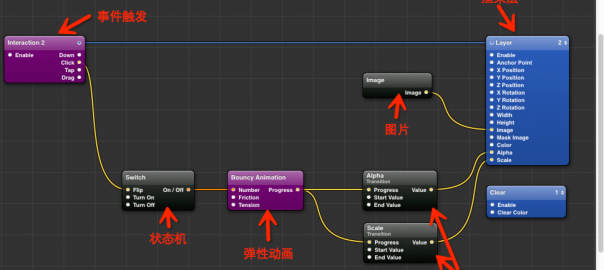 事件触发
渲染层
Interaction 2
Enable
Down
Click
Tap
Drag
Image
Image
图片
Layer
2
Enable
Anchor Point
X Position
Y Position
Z Position
X Rotation
Y Rotation
Z Rotation
Width
Height
Image
Mask Image
Color
Alpha
Scale
Switch
Flip
On / Off
Turn On
Turn Off
状态机
Bouncy Animation
Number
Progress
Friction
Tension
弹性动画
Alpha
Transition
Progress
Value
Start Value
End Value
Scale
Transition
Progress
Value
Start Value
End Value
Clear
1
Enable
Clear Color